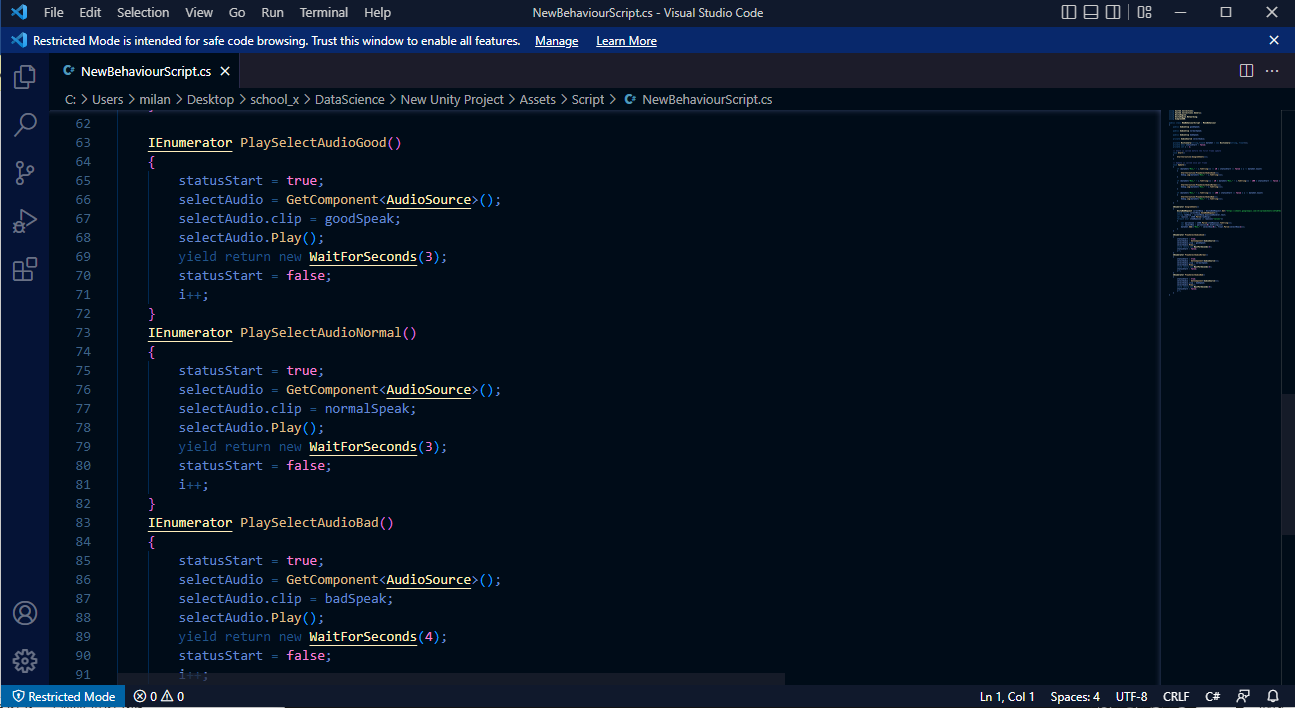 File Edit Selection View Go Run Terminal Help NewBehaviourScript.cs - Visual Studio Code
Restricted Mode is intended for safe code browsing. Trust this window to enable all features. Manage Learn More
NewBehaviourScript.cs
C: > Users > milan > Desktop > school_x > DataScience > New Unity Project > Assets > Script > NewBehaviourScript.cs
62
63 IEnumerator PlaySelectAudioGood()
64 {
65 statusStart = true;
66 selectAudio = GetComponent<AudioSource>();
67 selectAudio.clip = goodSpeak;
68 selectAudio.Play();
69 yield return new WaitForSeconds(3);
70 statusStart = false;
71 i++;
72 }
73 IEnumerator PlaySelectAudioNormal()
74 {
75 statusStart = true;
76 selectAudio = GetComponent<AudioSource>();
77 selectAudio.clip = normalSpeak;
78 selectAudio.Play();
79 yield return new WaitForSeconds(3);
80 statusStart = false;
81 i++;
82 }
83 IEnumerator PlaySelectAudioBad()
84 {
85 statusStart = true;
86 selectAudio = GetComponent<AudioSource>();
87 selectAudio.clip = badSpeak;
88 selectAudio.Play();
89 yield return new WaitForSeconds(4);
90 statusStart = false;
91 i++;
Restricted Mode 0 0 Ln 1, Col 1 Spaces: 4 UTF-8 CRLF C#